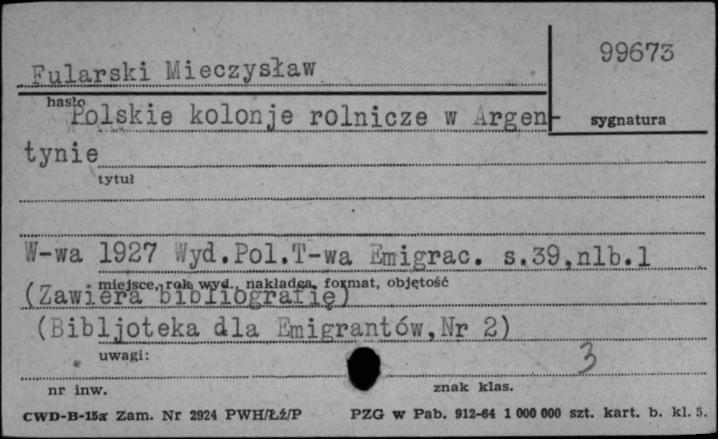 99673
Fularski Mieczysław
hasło
Polskie kolonje rolnicze w Argen-
sygnatura
tynie
tytuł
W-wa 1927 Wyd.Pol.T-wa Emigrac. s.39,nlb.1
miejsce, rok wyd., nakładca, format, objętość
(Zawiera bibliografię)
(Bibljoteka dla Emigrantów,Nr 2)
uwagi:
3
nr inw. znak klas.
CWD-B-15a Zam. Nr 2924 PWH/Łź/P PZG w Pab. 912-64 1 000 000 szt. kart. b. kl. 5.